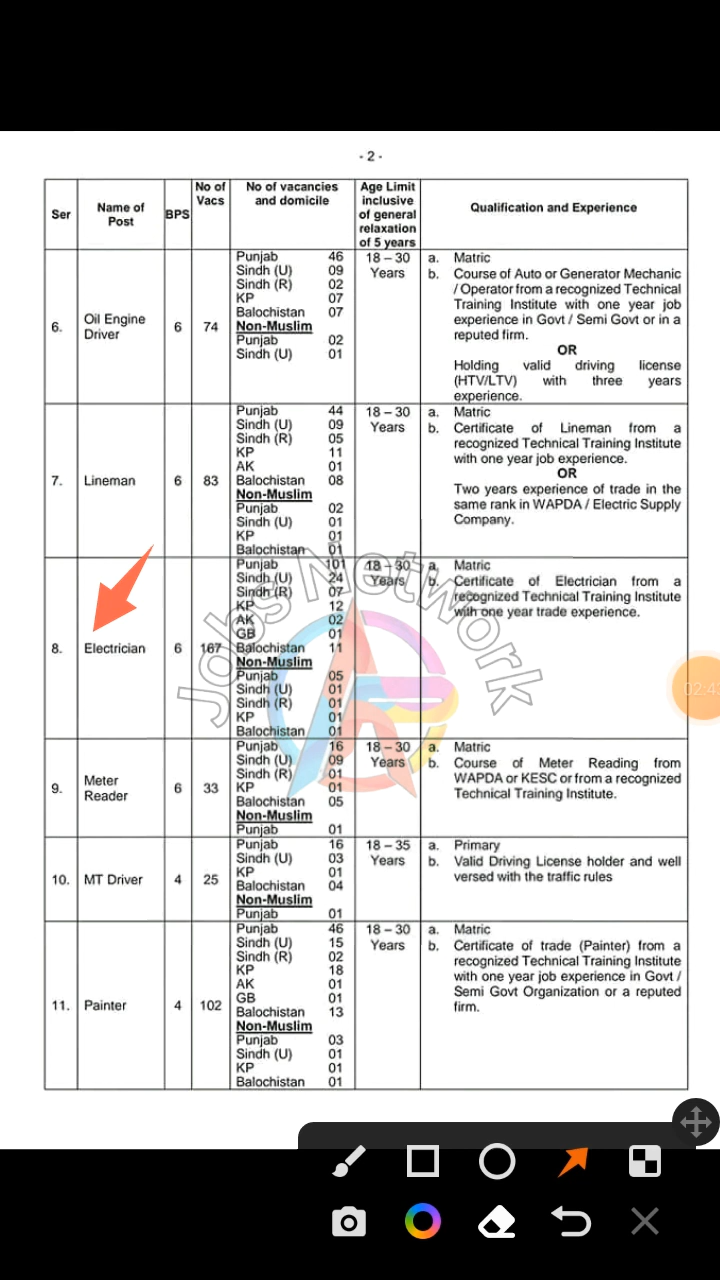 - 2 -
Ser
Name of
Post
BPS
No of
Vacs
No of vacancies
and domicile
Age Limit
inclusive
of general
relaxation
of 5 years
Qualification and Experience
6.
Oil Engine
Driver
6
74
Punjab 46
Sindh (U) 09
Sindh (R) 02
KP 07
Balochistan 07
Non-Muslim
Punjab 02
Sindh (U) 01
18 – 30
Years
a. Matric
b. Course of Auto or Generator Mechanic
/ Operator from a recognized Technical
Training Institute with one year job
experience in Govt / Semi Govt or in a
reputed firm.
OR
Holding valid driving license
(HTV/LTV) with three years
experience.
7.
Lineman
6
83
Punjab 44
Sindh (U) 09
Sindh (R) 05
KP 11
AK 01
Balochistan 08
Non-Muslim
Punjab 02
Sindh (U) 01
KP 01
Balochistan 01
18 – 30
Years
a. Matric
b. Certificate of Lineman from a
recognized Technical Training Institute
with one year job experience.
OR
Two years experience of trade in the
same rank in WAPDA / Electric Supply
Company.
8.
Electrician
6
167
Punjab 101
Sindh (U) 24
Sindh (R) 07
KP 12
AK 02
GB 01
Balochistan 11
Non-Muslim
Punjab 05
Sindh (U) 01
Sindh (R) 01
KP 01
Balochistan 01
18 – 30
Years
a. Matric
b. Certificate of Electrician from a
recognized Technical Training Institute
with one year trade experience.
Jobs Network
02:43
9.
Meter
Reader
6
33
Punjab 16
Sindh (U) 09
Sindh (R) 01
KP 01
Balochistan 05
Non-Muslim
Punjab 01
18 – 30
Years
a. Matric
b. Course of Meter Reading from
WAPDA or KESC or from a recognized
Technical Training Institute.
10.
MT Driver
4
25
Punjab 16
Sindh (U) 03
KP 01
Balochistan 04
Non-Muslim
Punjab 01
18 – 35
Years
a. Primary
b. Valid Driving License holder and well
versed with the traffic rules
11.
Painter
4
102
Punjab 46
Sindh (U) 15
Sindh (R) 02
KP 18
AK 01
GB 01
Balochistan 13
Non-Muslim
Punjab 03
Sindh (U) 01
KP 01
Balochistan 01
18 – 30
Years
a. Matric
b. Certificate of trade (Painter) from a
recognized Technical Training Institute
with one year job experience in Govt /
Semi Govt Organization or a reputed
firm.